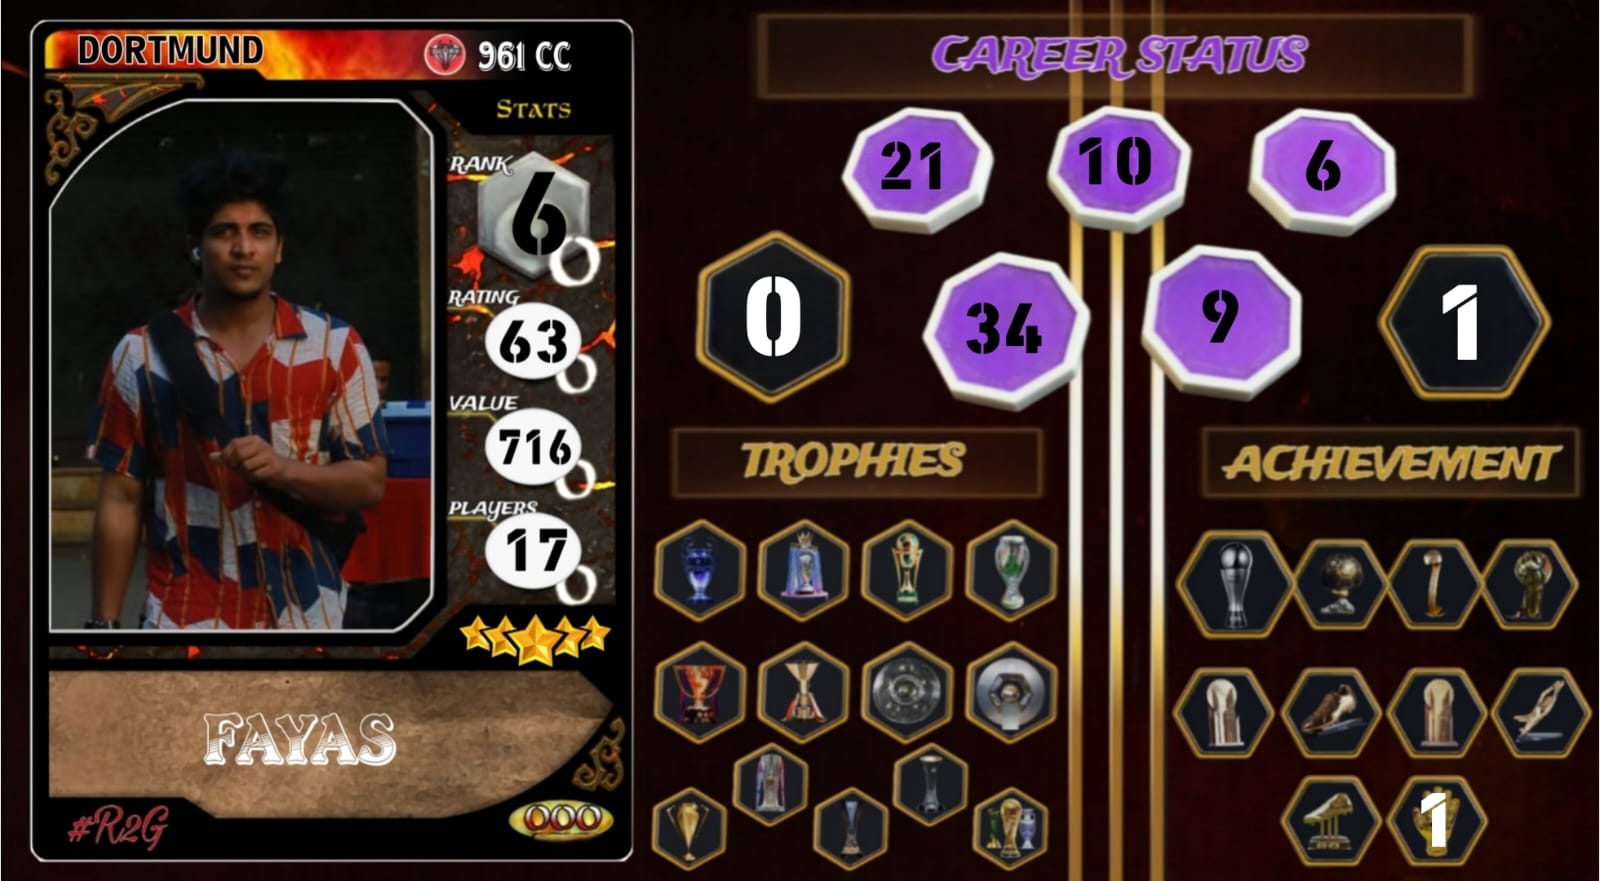 DORTMUND
961 CC
STATS
RANK
6
RATING
63
VALUE
716
PLAYERS
17
FAYAS
#R2G
000
CAREER STATUS
21 10 6
0 34 9 1
TROPHIES
ACHIEVEMENT
1